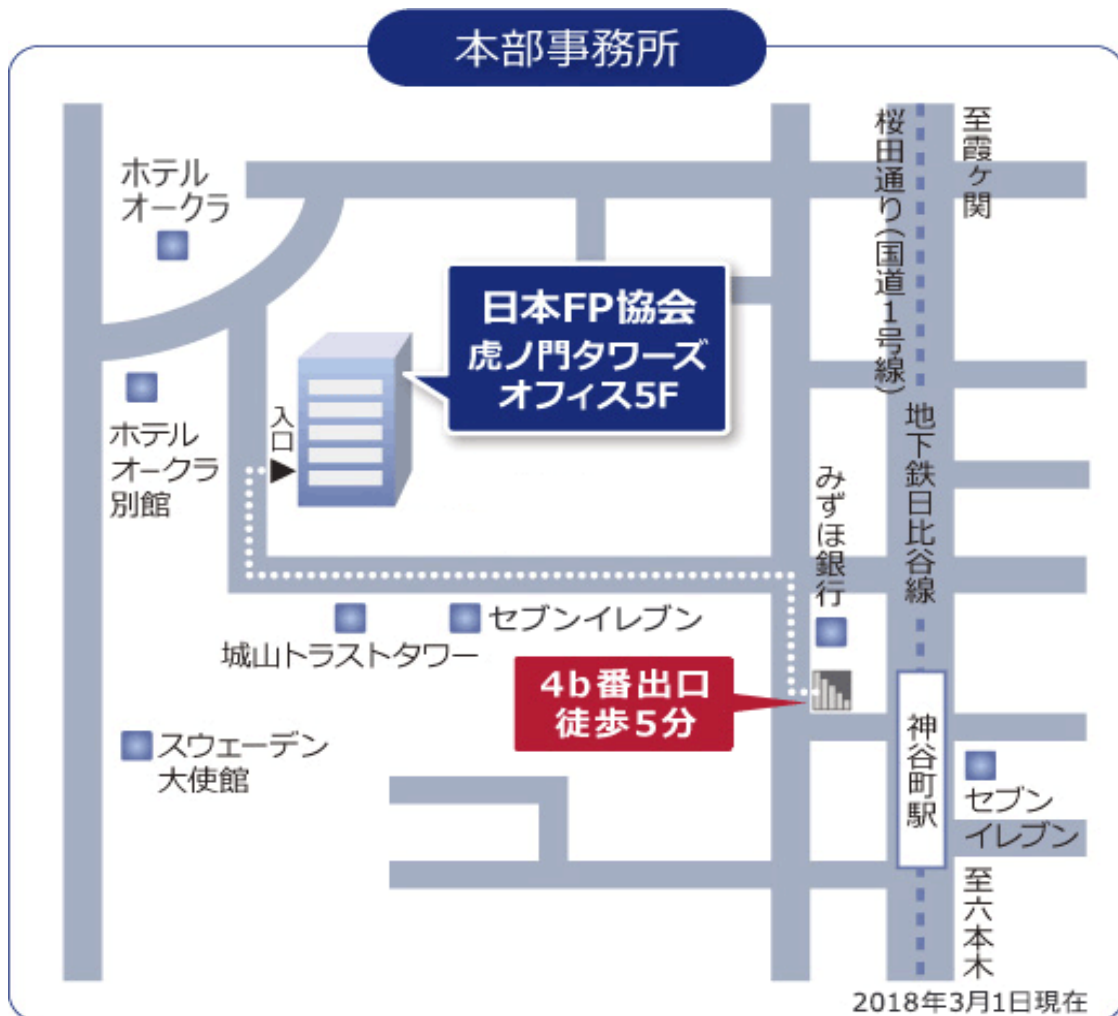 本部事務所
ホテル
オークラ
桜田通り(国道1号線)
至霞ヶ関
日本FP協会
虎ノ門タワーズ
オフィス5F
入口
ホテル
オークラ
別館
地下鉄日比谷線
みずほ銀行
セブンイレブン
城山トラストタワー
4b番出口
徒歩5分
神谷町駅
スウェーデン
大使館
セブン
イレブン
至六本木
2018年3月1日現在